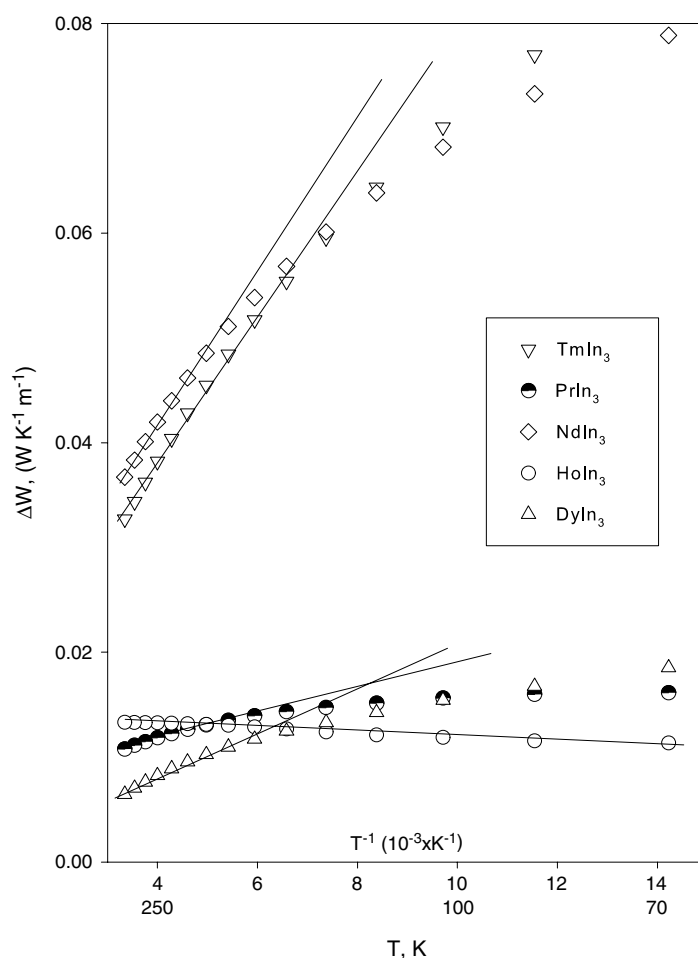 0.08
0.06
0.04
0.02
0.00
ΔW, (W K⁻¹ m⁻¹)
TmIn₃
PrIn₃
NdIn₃
HoIn₃
DyIn₃
T⁻¹ (10⁻³xK⁻¹)
4 6 8 10 12 14
250 100 70
T, K